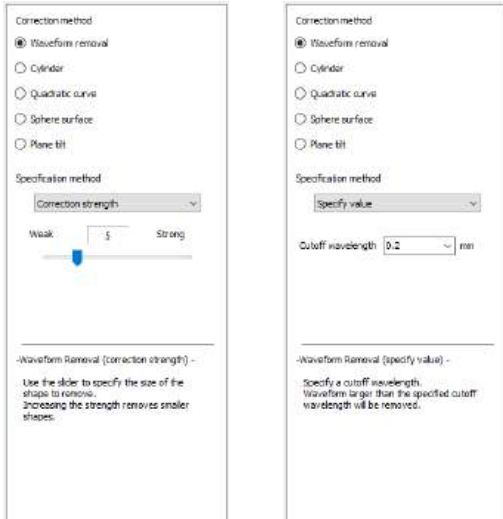 Correction method
Waveform removal
Cylinder
Quadratic curve
Sphere surface
Plane tilt
Specification method
Correction strength
Weak 5 Strong
-Waveform Removal (correction strength) -
Use the slider to specify the size of the
shape to remove.
Increasing the strength removes smaller
shapes.
Correction method
Waveform removal
Cylinder
Quadratic curve
Sphere surface
Plane tilt
Specification method
Specify value
Cutoff wavelength 0.2 mm
-Waveform Removal (specify value) -
Specify a cutoff wavelength.
Waveform larger than the specified cutoff
wavelength will be removed.